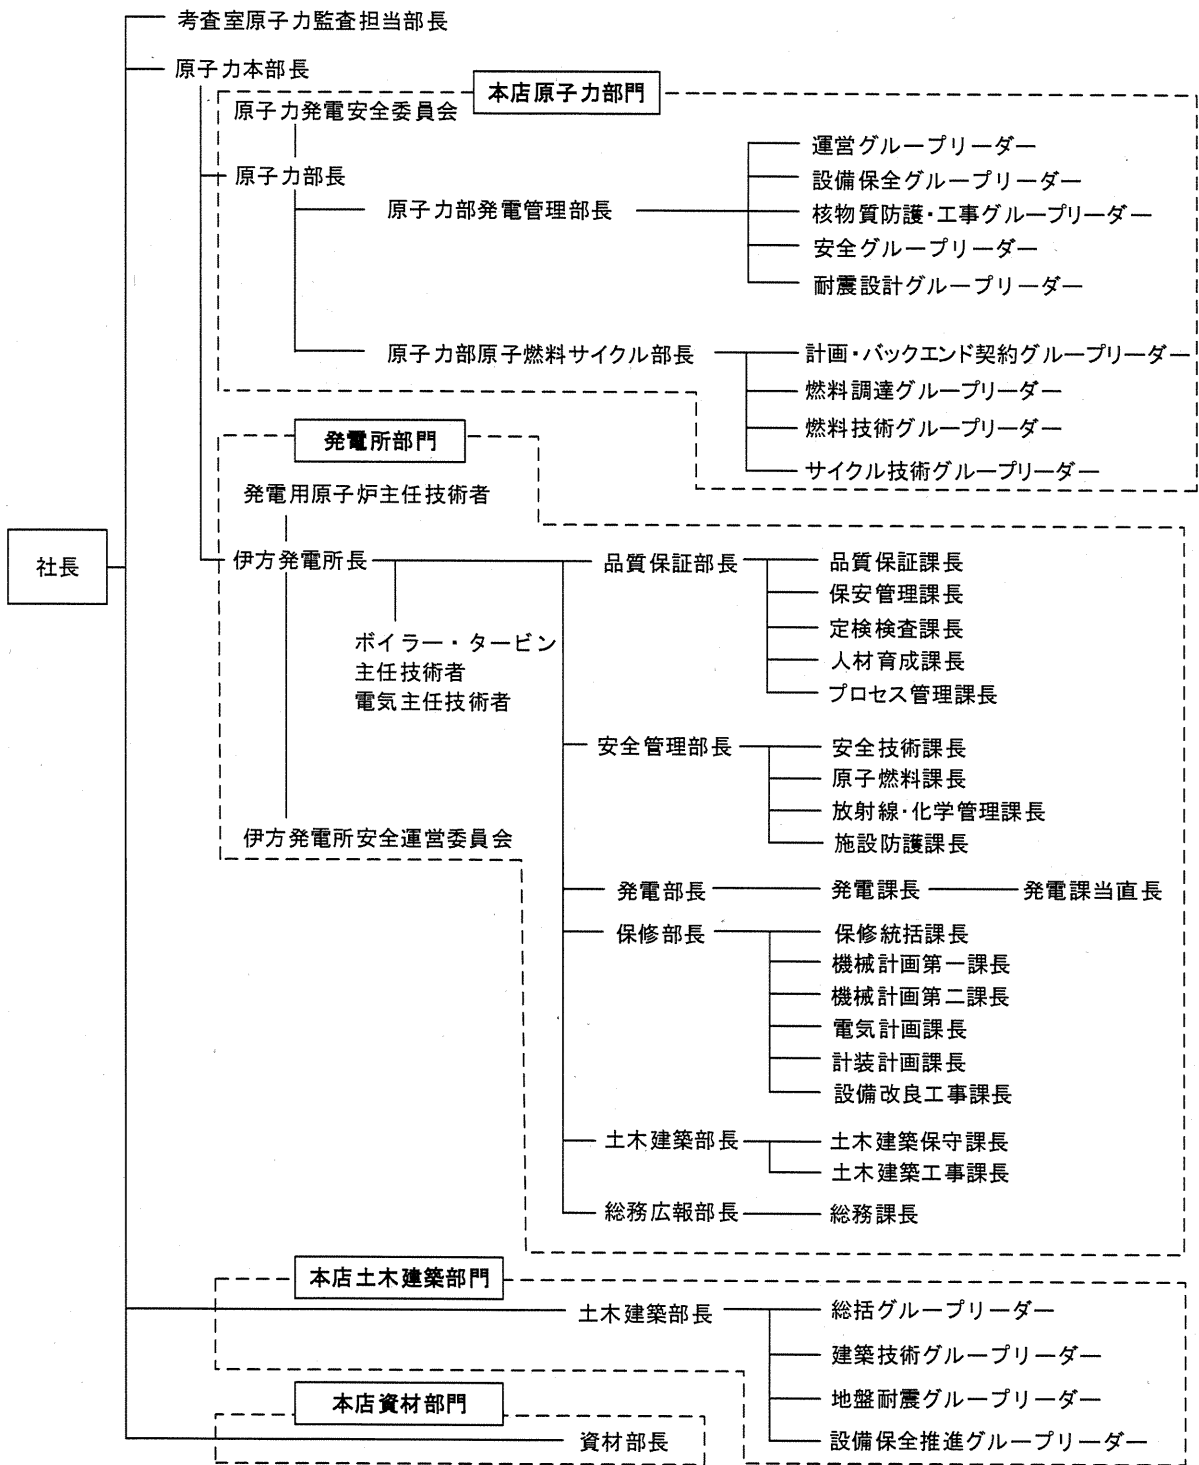 考査室原子力監査担当部長
原子力本部長
本店原子力部門
原子力発電安全委員会
原子力部長
原子力部発電管理部長
運営グループリーダー
設備保全グループリーダー
核物質防護・工事グループリーダー
安全グループリーダー
耐震設計グループリーダー
原子力部原子燃料サイクル部長
計画・バックエンド契約グループリーダー
燃料調達グループリーダー
燃料技術グループリーダー
サイクル技術グループリーダー
発電所部門
発電用原子炉主任技術者
社長
伊方発電所長
ボイラー・タービン
主任技術者
電気主任技術者
品質保証部長
品質保証課長
保安管理課長
定検検査課長
人材育成課長
プロセス管理課長
安全管理部長
安全技術課長
原子燃料課長
放射線・化学管理課長
施設防護課長
伊方発電所安全運営委員会
発電部長
発電課長
発電課当直長
保修部長
保修統括課長
機械計画第一課長
機械計画第二課長
電気計画課長
計装計画課長
設備改良工事課長
土木建築部長
土木建築保守課長
土木建築工事課長
総務広報部長
総務課長
本店土木建築部門
土木建築部長
総括グループリーダー
建築技術グループリーダー
地盤耐震グループリーダー
設備保全推進グループリーダー
本店資材部門
資材部長